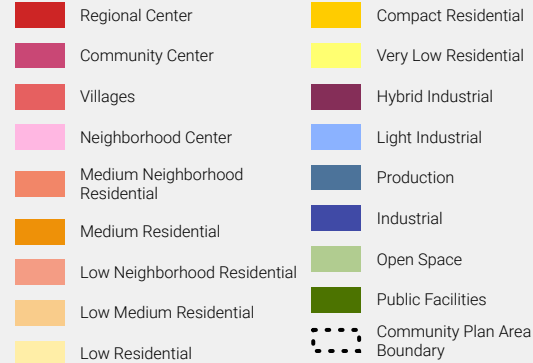 Regional Center
Community Center
Villages
Neighborhood Center
Medium Neighborhood
Residential
Medium Residential
Low Neighborhood Residential
Low Medium Residential
Low Residential
Compact Residential
Very Low Residential
Hybrid Industrial
Light Industrial
Production
Industrial
Open Space
Public Facilities
Community Plan Area
Boundary